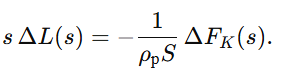 s ΔL(s) = − 1/(ρ_p S) ΔF_K(s).